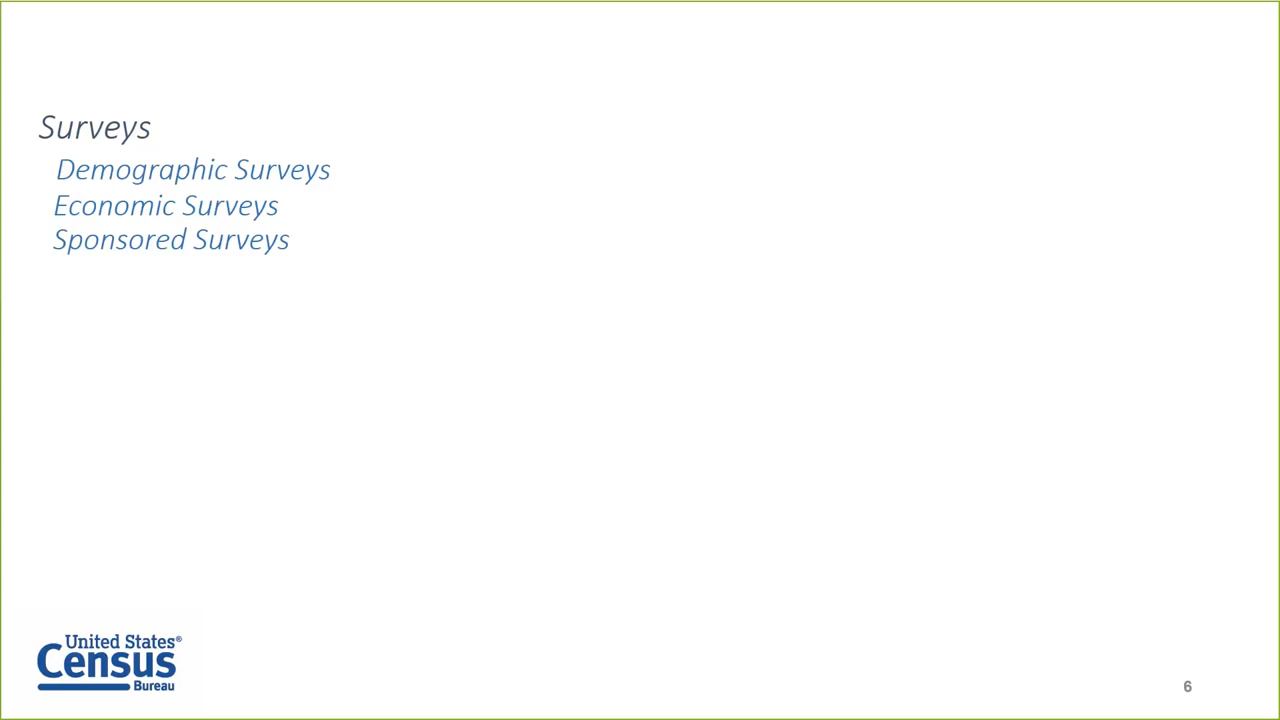 Surveys
Demographic Surveys
Economic Surveys
Sponsored Surveys
United States®
Census
Bureau
6